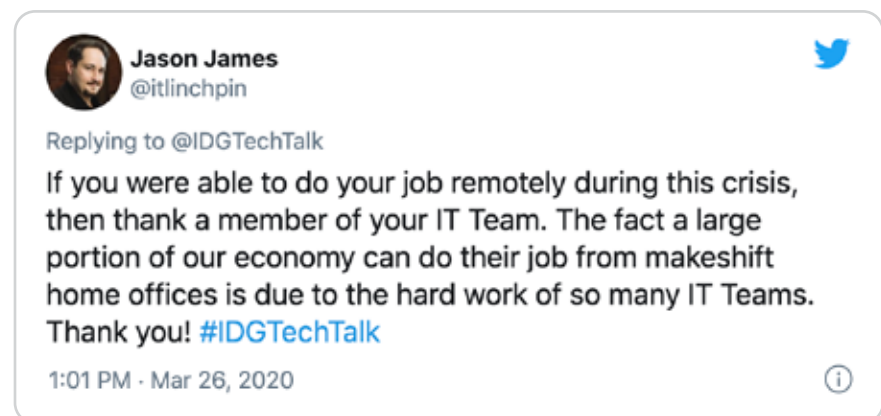 Jason James
@itlinchpin
Replying to @IDGTechTalk
If you were able to do your job remotely during this crisis,
then thank a member of your IT Team. The fact a large
portion of our economy can do their job from makeshift
home offices is due to the hard work of so many IT Teams.
Thank you! #IDGTechTalk
1:01 PM · Mar 26, 2020